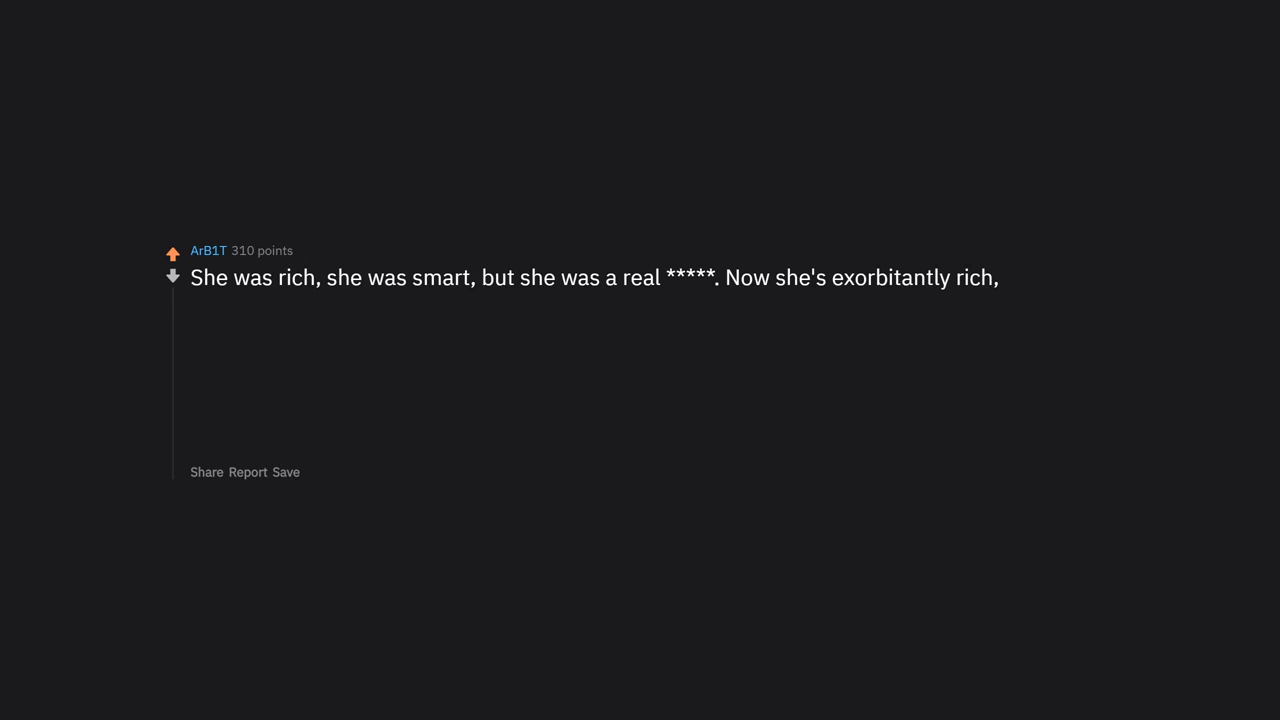 ArB1T 310 points
She was rich, she was smart, but she was a real *****. Now she's exorbitantly rich,
Share Report Save